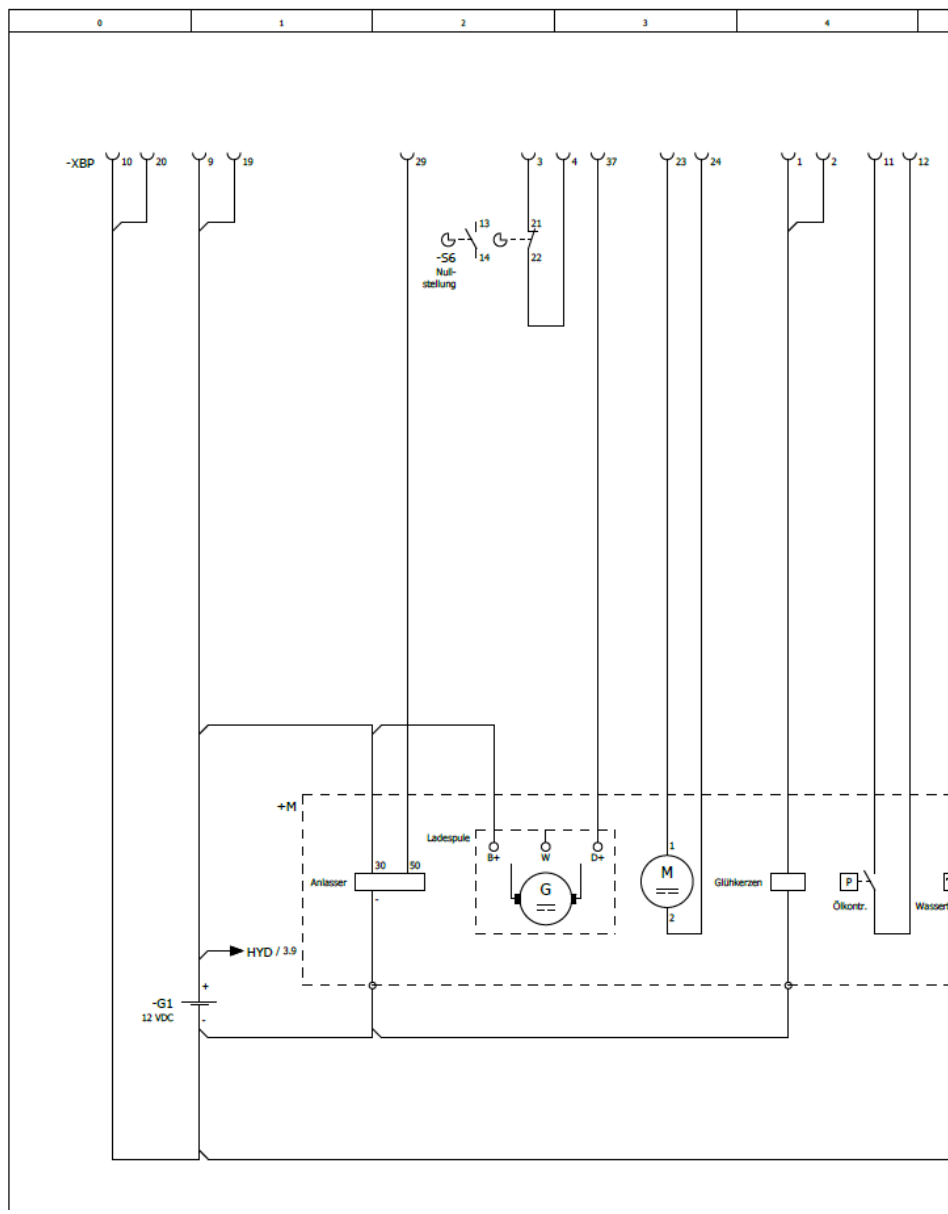 0 1 2 3 4
-XBP 10 20 9 19 29 3 4 37 23 24 1 2 11 12
13 21
-S6 14 22
Null-
stellung
+M
Ladespule
B+ W D+
30 50 1
Anlasser G M Glühkerzen P
-
2 Ölkontr.
HYD / 3.9
+
-G1
12 VDC
-